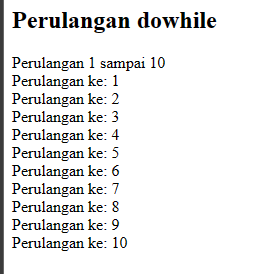 Perulangan dowhile
Perulangan 1 sampai 10
Perulangan ke: 1
Perulangan ke: 2
Perulangan ke: 3
Perulangan ke: 4
Perulangan ke: 5
Perulangan ke: 6
Perulangan ke: 7
Perulangan ke: 8
Perulangan ke: 9
Perulangan ke: 10